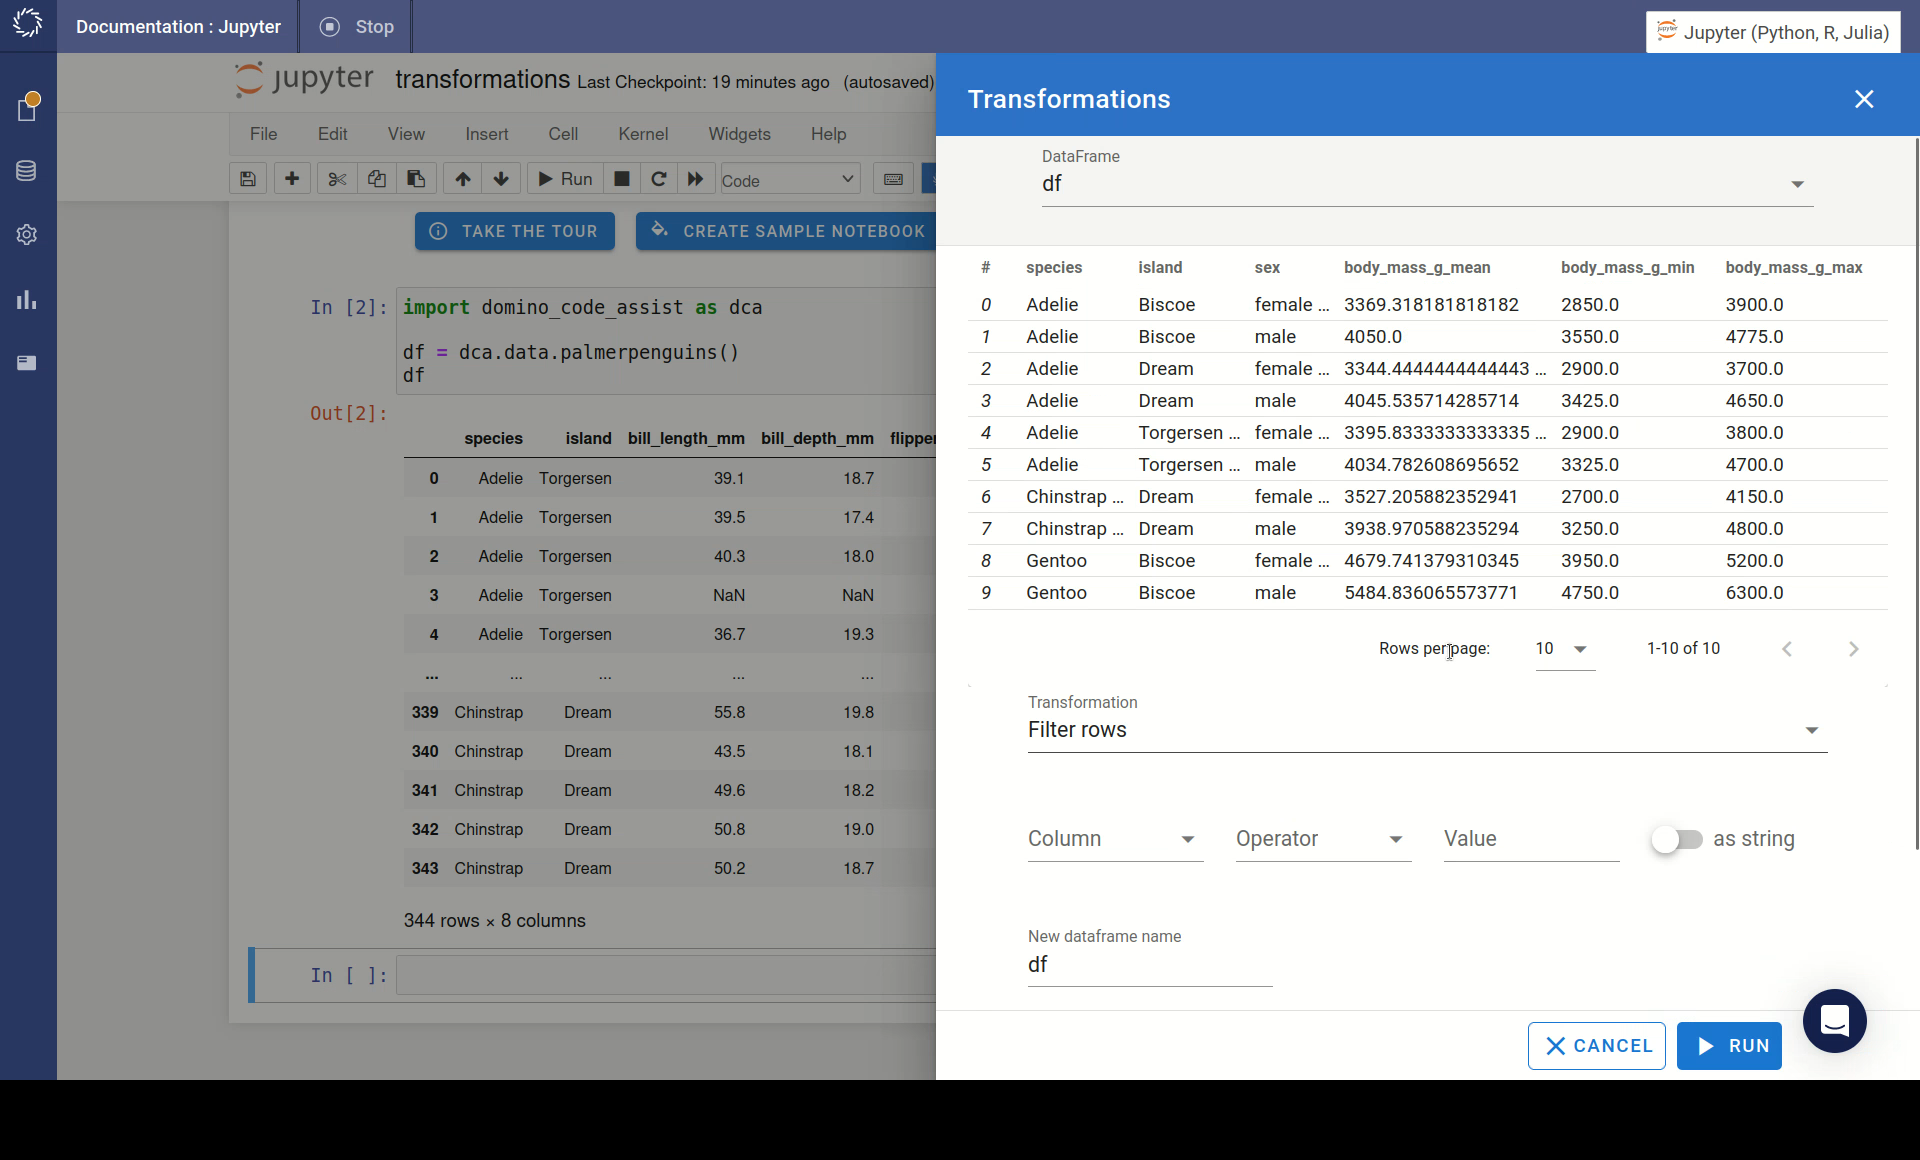 Documentation : Jupyter
Stop
Jupyter (Python, R, Julia)
jupyter transformations Last Checkpoint: 19 minutes ago (autosaved)
File Edit View Insert Cell Kernel Widgets Help
Run Code
TAKE THE TOUR
CREATE SAMPLE NOTEBOOK
In [2]: import domino_code_assist as dca
df = dca.data.palmerpenguins()
df
Out[2]:
species island bill_length_mm bill_depth_mm flipper
0 Adelie Torgersen 39.1 18.7
1 Adelie Torgersen 39.5 17.4
2 Adelie Torgersen 40.3 18.0
3 Adelie Torgersen NaN NaN
4 Adelie Torgersen 36.7 19.3
... ... ... ... ...
339 Chinstrap Dream 55.8 19.8
340 Chinstrap Dream 43.5 18.1
341 Chinstrap Dream 49.6 18.2
342 Chinstrap Dream 50.8 19.0
343 Chinstrap Dream 50.2 18.7
344 rows × 8 columns
In [ ]:
Transformations
DataFrame
df
# species island sex body_mass_g_mean body_mass_g_min body_mass_g_max
0 Adelie Biscoe female ... 3369.318181818182 2850.0 3900.0
1 Adelie Biscoe male 4050.0 3550.0 4775.0
2 Adelie Dream female ... 3344.4444444444443 ... 2900.0 3700.0
3 Adelie Dream male 4045.535714285714 3425.0 4650.0
4 Adelie Torgersen ... female ... 3395.8333333333335 ... 2900.0 3800.0
5 Adelie Torgersen ... male 4034.782608695652 3325.0 4700.0
6 Chinstrap ... Dream female ... 3527.205882352941 2700.0 4150.0
7 Chinstrap ... Dream male 3938.970588235294 3250.0 4800.0
8 Gentoo Biscoe female ... 4679.741379310345 3950.0 5200.0
9 Gentoo Biscoe male 5484.836065573771 4750.0 6300.0
Rows per page: 10 1-10 of 10
Transformation
Filter rows
Column Operator Value as string
New dataframe name
df
CANCEL RUN